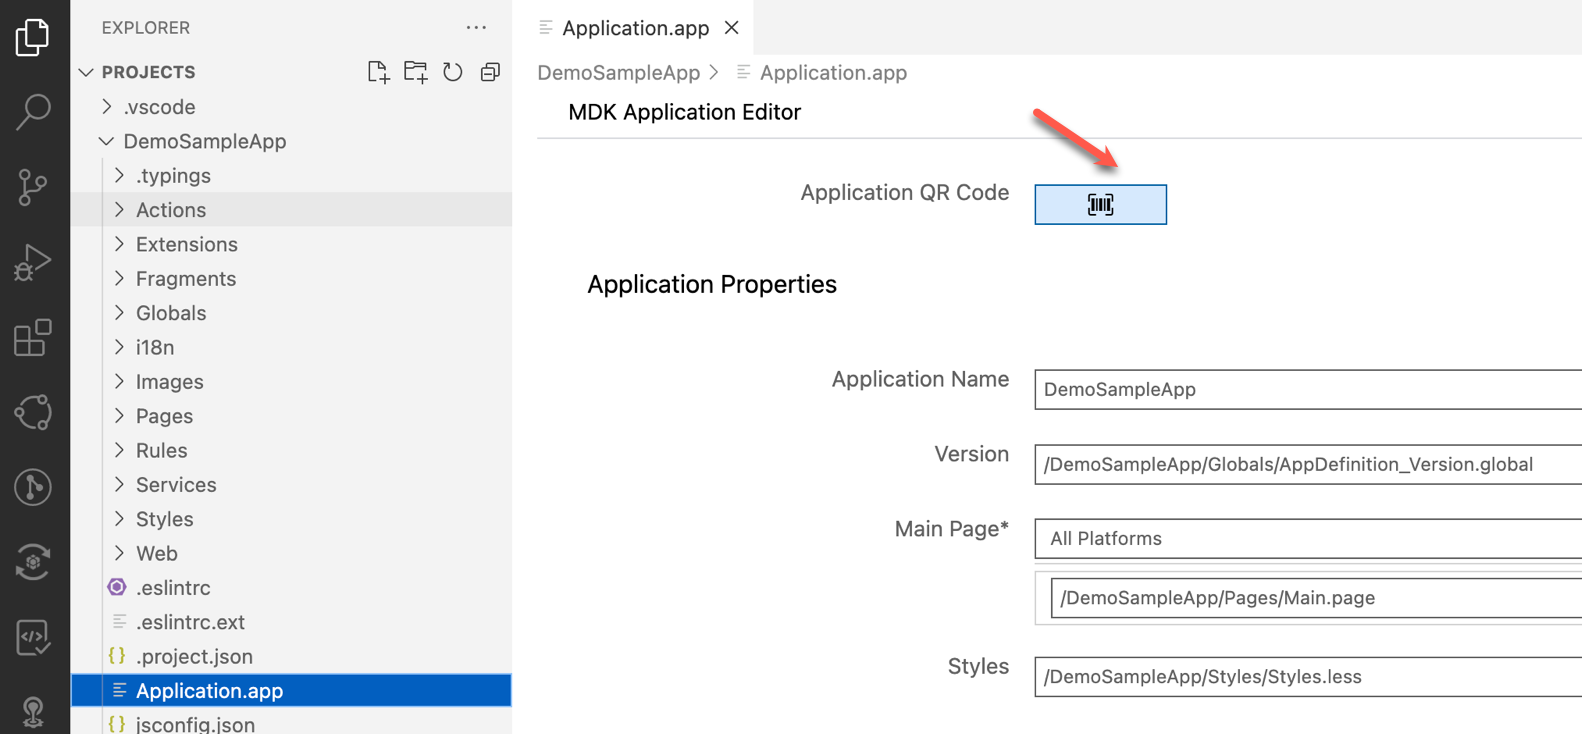 EXPLORER
PROJECTS
.vscode
DemoSampleApp
.typings
Actions
Extensions
Fragments
Globals
i18n
Images
Pages
Rules
Services
Styles
Web
.eslintrc
.eslintrc.ext
.project.json
Application.app
jsconfig.json
Application.app
DemoSampleApp > Application.app
MDK Application Editor
Application QR Code
Application Properties
Application Name DemoSampleApp
Version /DemoSampleApp/Globals/AppDefinition_Version.global
Main Page* All Platforms
/DemoSampleApp/Pages/Main.page
Styles /DemoSampleApp/Styles/Styles.less